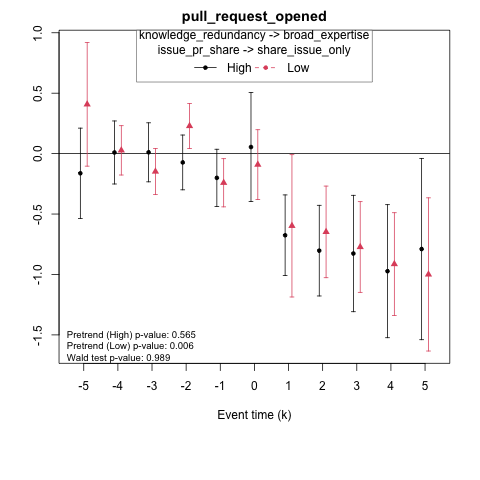 pull_request_opened
knowledge_redundancy -> broad_expertise
issue_pr_share -> share_issue_only
High Low
1.0
0.5
0.0
-0.5
-1.0
-1.5
Pretrend (High) p-value: 0.565
Pretrend (Low) p-value: 0.006
Wald test p-value: 0.989
-5 -4 -3 -2 -1 0 1 2 3 4 5
Event time (k)